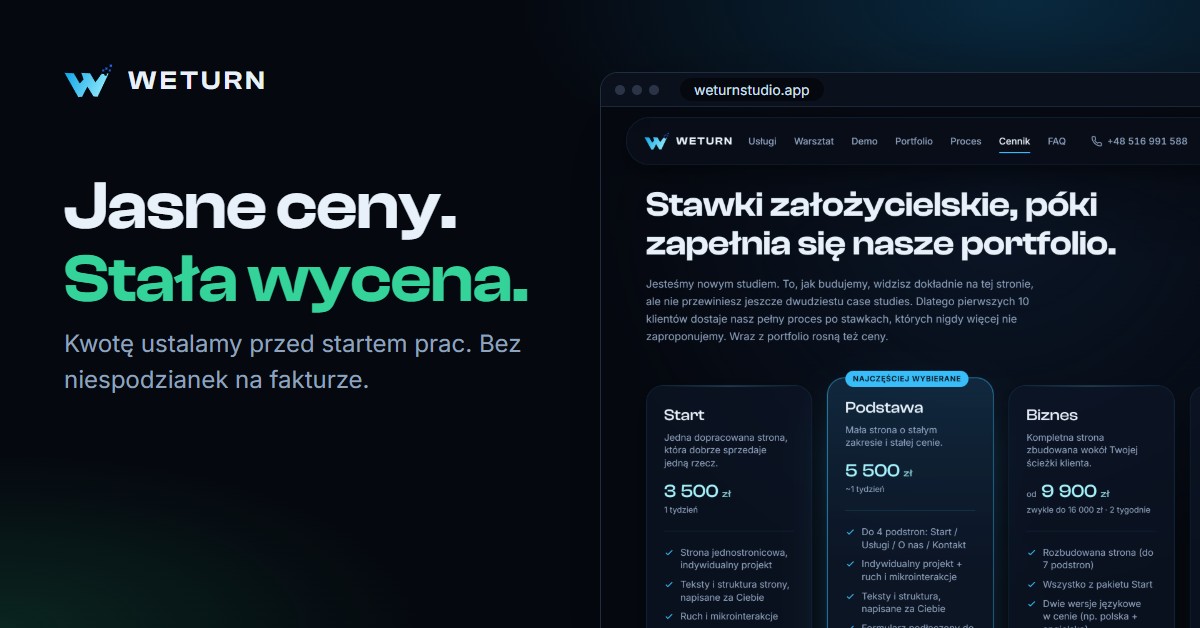 WETURN
Jasne ceny.
Stała wycena.
Kwotę ustalamy przed startem prac. Bez
niespodzianek na fakturze.
weturnstudio.app
WETURN Usługi Warsztat Demo Portfolio Proces Cennik FAQ +48 516 991 588
Stawki założycielskie, póki
zapełnia się nasze portfolio.
Jesteśmy nowym studiem. To, jak budujemy, widzisz dokładnie na tej stronie,
ale nie przewiniesz jeszcze dwudziestu case studies. Dlatego pierwszych 10
klientów dostaje nasz pełny proces po stawkach, których nigdy więcej nie
zaproponujemy. Wraz z portfolio rosną też ceny.
Start
Jedna dopracowana strona,
która dobrze sprzedaje
jedną rzecz.
3 500 zł
1 tydzień
Strona jednostronicowa,
indywidualny projekt
Teksty i struktura strony,
napisane za Ciebie
Ruch i mikrointerakcje
NAJCZĘŚCIEJ WYBIERANE
Podstawa
Mała strona o stałym
zakresie i stałej cenie.
5 500 zł
~1 tydzień
Do 4 podstron: Start /
Usługi / O nas / Kontakt
Indywidualny projekt +
ruch i mikrointerakcje
Teksty i struktura,
napisane za Ciebie
Formularz podłączony do
Biznes
Kompletna strona
zbudowana wokół Twojej
ścieżki klienta.
od 9 900 zł
zwykle do 16 000 zł · 2 tygodnie
Rozbudowana strona (do
7 podstron)
Wszystko z pakietu Start
Dwie wersje językowe
w cenie (np. polska +